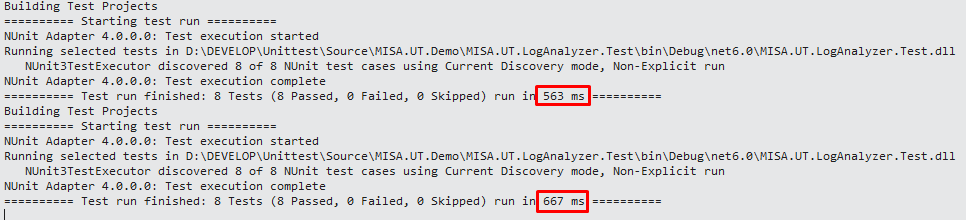 Building Test Projects
========== Starting test run ==========
NUnit Adapter 4.0.0.0: Test execution started
Running selected tests in D:\DEVELOP\Unittest\Source\MISA.UT.Demo\MISA.UT.LogAnalyzer.Test\bin\Debug\net6.0\MISA.UT.LogAnalyzer.Test.dll
   NUnit3TestExecutor discovered 8 of 8 NUnit test cases using Current Discovery mode, Non-Explicit run
NUnit Adapter 4.0.0.0: Test execution complete
========== Test run finished: 8 Tests (8 Passed, 0 Failed, 0 Skipped) run in 563 ms ==========
Building Test Projects
========== Starting test run ==========
NUnit Adapter 4.0.0.0: Test execution started
Running selected tests in D:\DEVELOP\Unittest\Source\MISA.UT.Demo\MISA.UT.LogAnalyzer.Test\bin\Debug\net6.0\MISA.UT.LogAnalyzer.Test.dll
   NUnit3TestExecutor discovered 8 of 8 NUnit test cases using Current Discovery mode, Non-Explicit run
NUnit Adapter 4.0.0.0: Test execution complete
========== Test run finished: 8 Tests (8 Passed, 0 Failed, 0 Skipped) run in 667 ms ==========